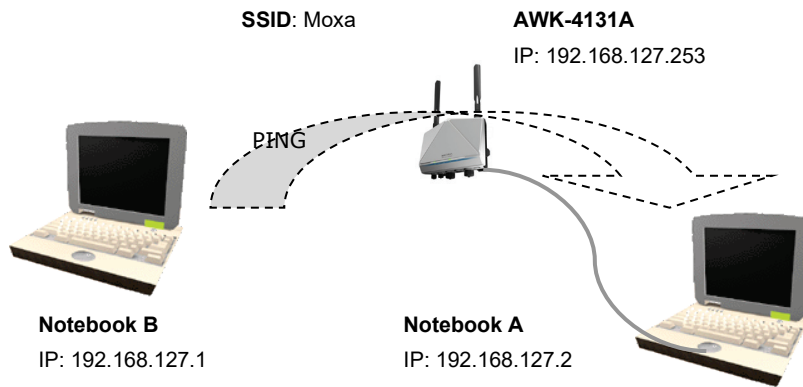 SSID: Moxa
AWK-4131A
IP: 192.168.127.253
PING
Notebook B
IP: 192.168.127.1
Notebook A
IP: 192.168.127.2